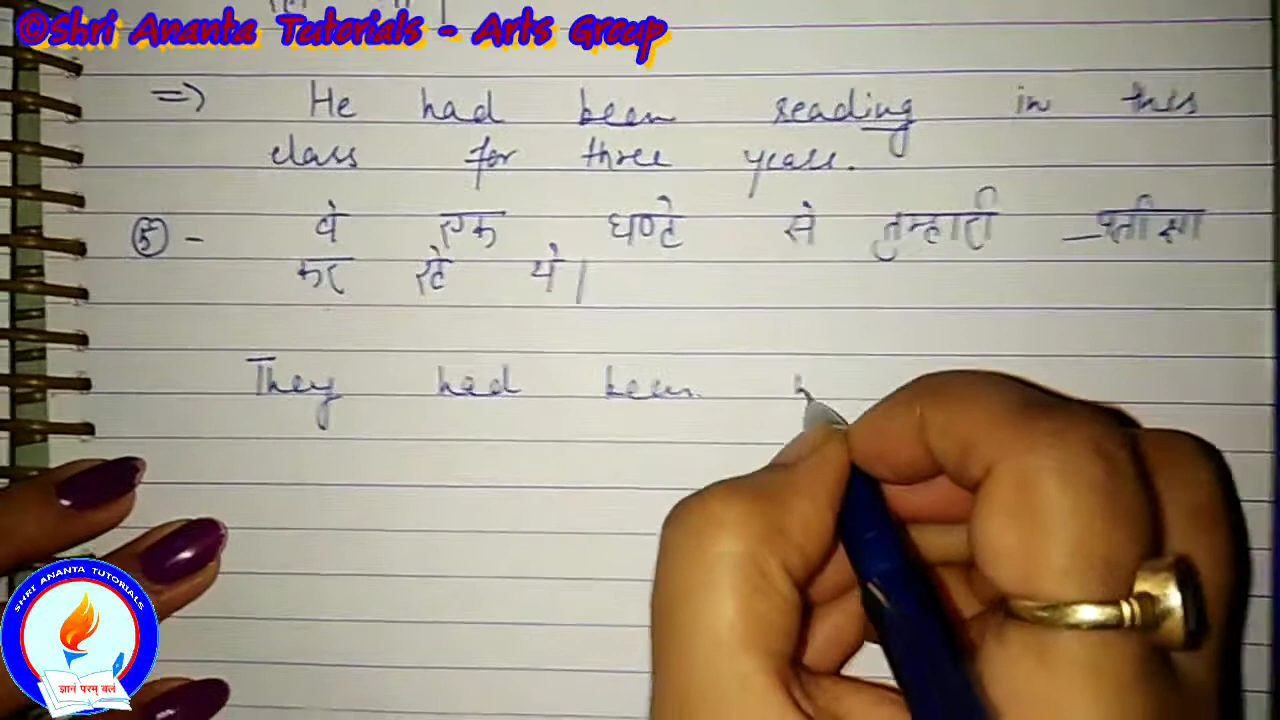 ©Shri Ananta Tutorials - Arts Group
=> He had been reading in this
class for three years.
५ - वे एक घण्टे से तुम्हारी प्रतीक्षा
कर रहे थे।
They had been
SHRI ANANTA TUTORIALS
ज्ञानं परम् बलं